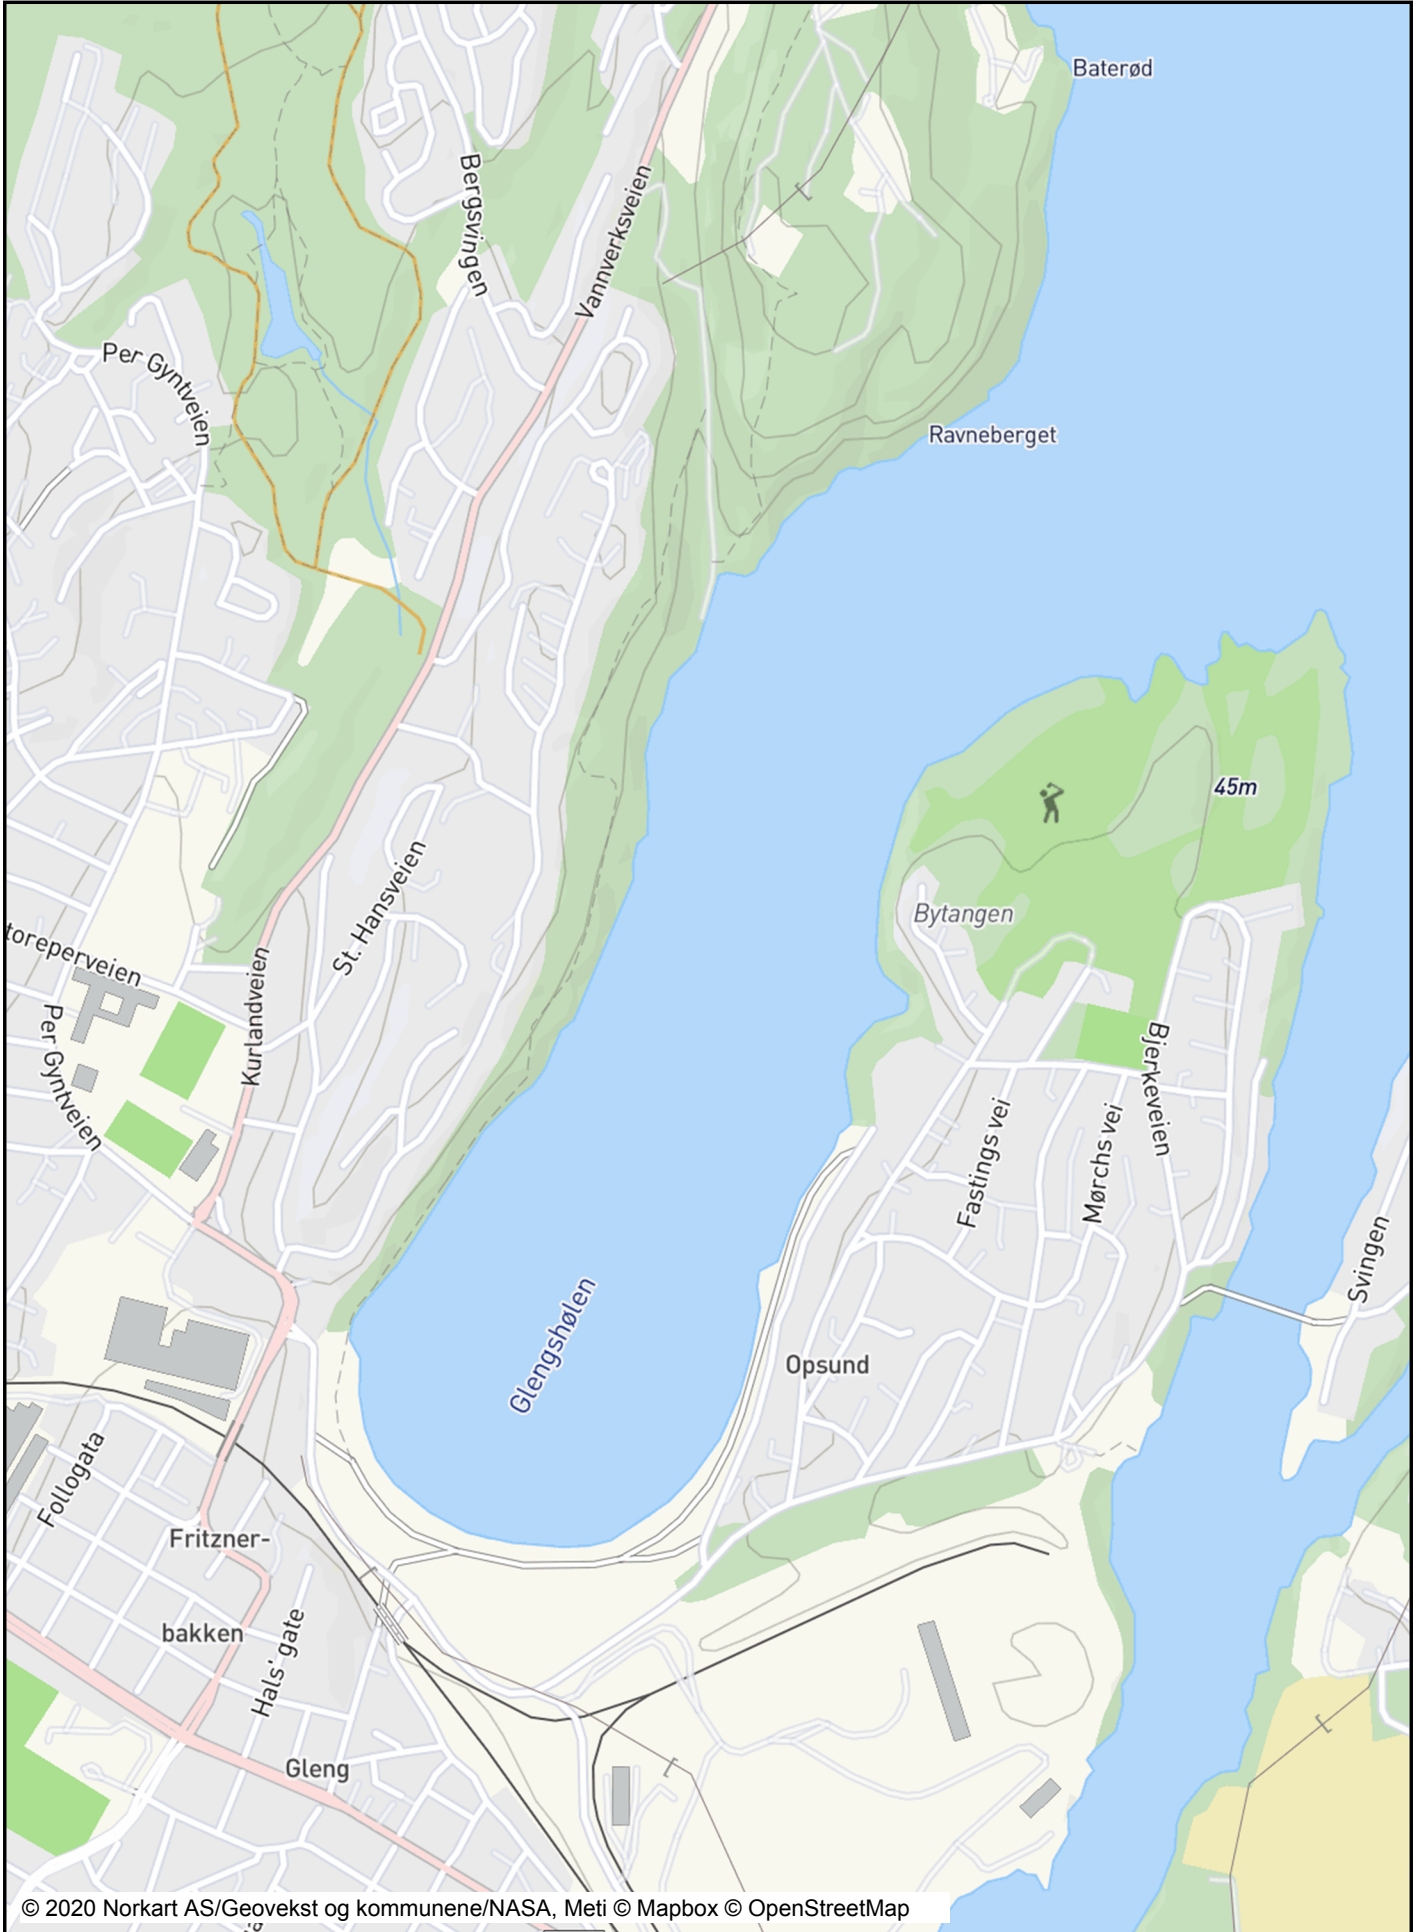 Baterød
Bergsvingen
Vannverksveien
Per Gyntveien
Ravneberget
45m
St. Hansveien
Bytangen
toreperveien
Kurlandveien
Per Gyntveien
Bjerkeveien
Fastings vei
Mørchs vei
Svingen
Glengshølen
Opsund
Follogata
Fritzner-
bakken
Hals' gate
Gleng
© 2020 Norkart AS/Geovekst og kommunene/NASA, Meti © Mapbox © OpenStreetMap